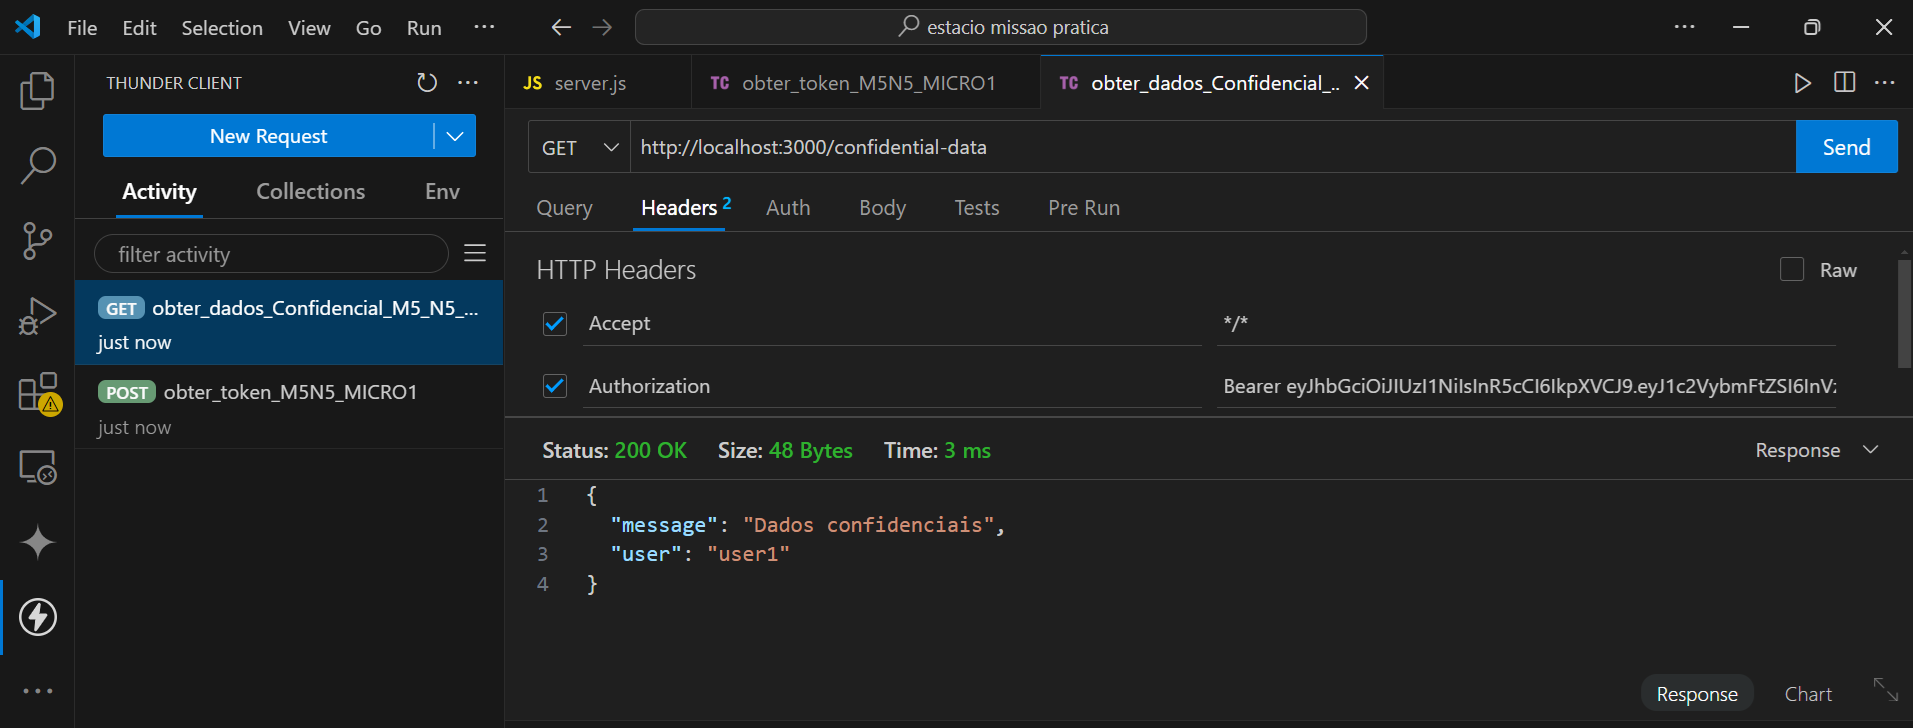 File Edit Selection View Go Run ··· estacio missao pratica ···
THUNDER CLIENT ···
New Request
Activity Collections Env
filter activity
GET obter_dados_Confidencial_M5_N5_...
just now
POST obter_token_M5N5_MICRO1
just now
JS server.js TC obter_token_M5N5_MICRO1 TC obter_dados_Confidencial_.. ···
GET http://localhost:3000/confidential-data Send
Query Headers 2 Auth Body Tests Pre Run
HTTP Headers Raw
Accept */*
Authorization Bearer eyJhbGciOiJIUzI1NiIsInR5cCI6IkpXVCJ9.eyJ1c2VybmFtZSI6InVz
Status: 200 OK Size: 48 Bytes Time: 3 ms Response
1 {
2 "message": "Dados confidenciais",
3 "user": "user1"
4 }
Response Chart